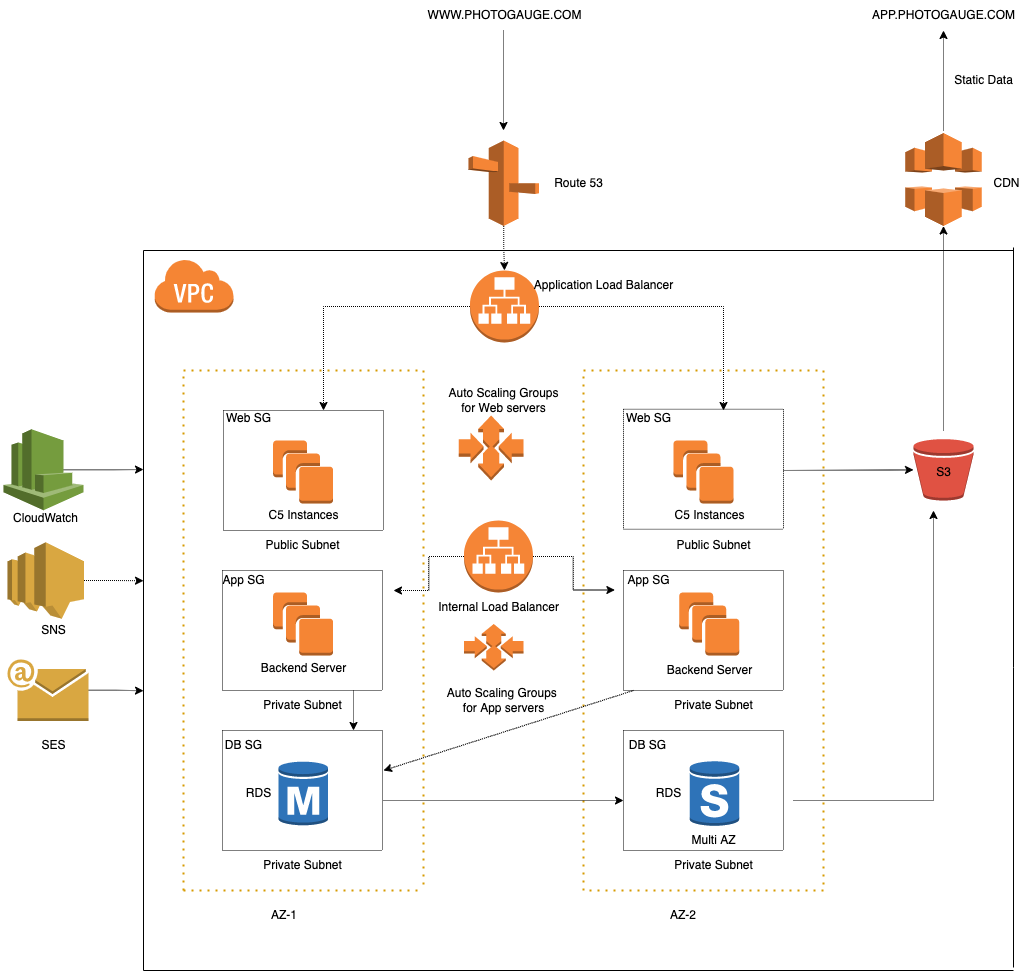 WWW.PHOTOGAUGE.COM
APP.PHOTOGAUGE.COM
Static Data
Route 53
CDN
VPC
Application Load Balancer
Auto Scaling Groups
for Web servers
Web SG
C5 Instances
Public Subnet
Web SG
C5 Instances
Public Subnet
S3
CloudWatch
SNS
@
SES
Internal Load Balancer
App SG
Backend Server
Private Subnet
App SG
Backend Server
Private Subnet
Auto Scaling Groups
for App servers
DB SG
RDS
M
Private Subnet
DB SG
RDS
S
Multi AZ
Private Subnet
AZ-1
AZ-2